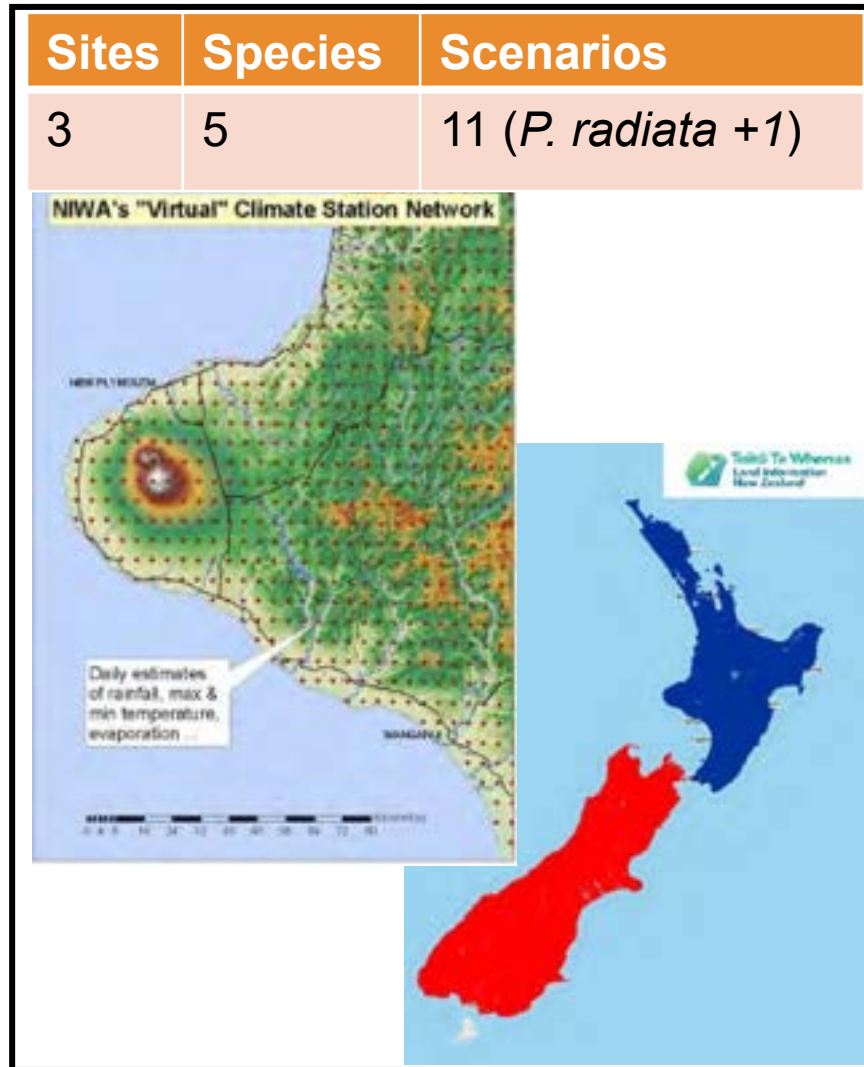 Sites Species Scenarios
3 5 11 (P. radiata +1)
NIWA's "Virtual" Climate Station Network
NEW PLYMOUTH
Daily estimates
of rainfall, max &
min temperature,
evaporation ...
WANGANUI
Toitū Te Whenua
Land Information
New Zealand